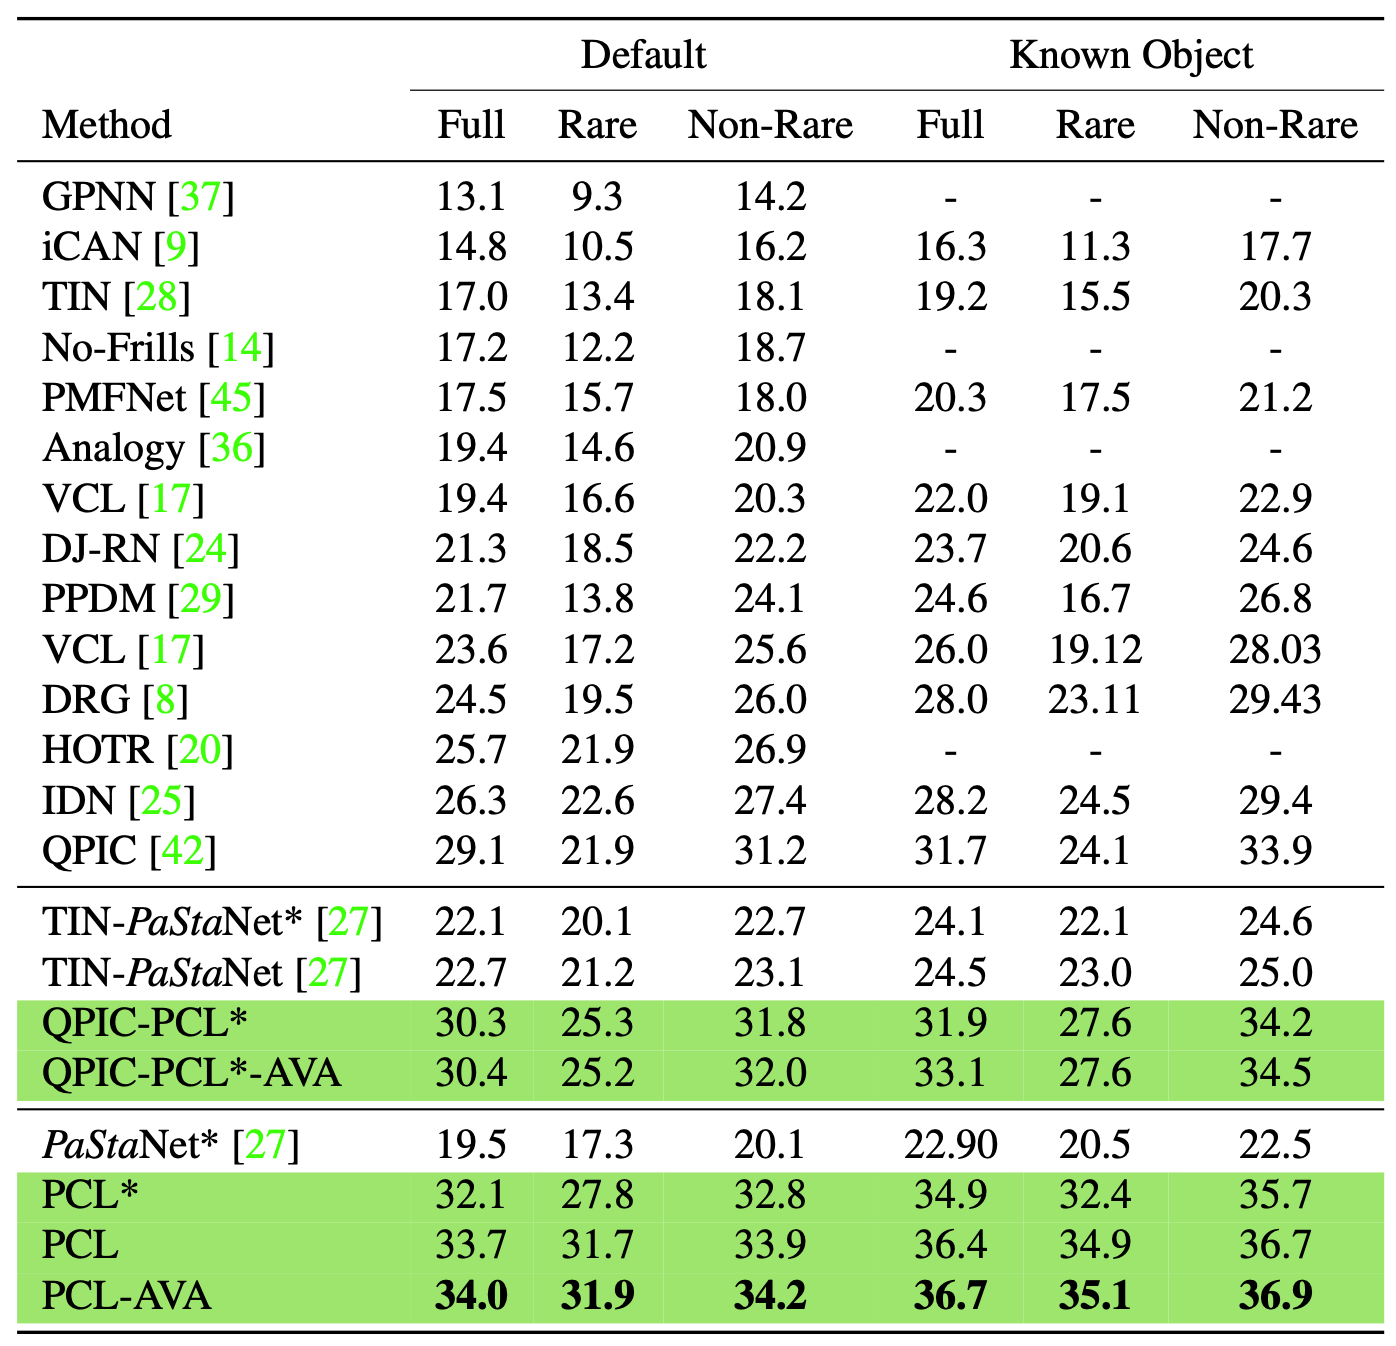 Default Known Object
Method Full Rare Non-Rare Full Rare Non-Rare
GPNN [37] 13.1 9.3 14.2 - - -
iCAN [9] 14.8 10.5 16.2 16.3 11.3 17.7
TIN [28] 17.0 13.4 18.1 19.2 15.5 20.3
No-Frills [14] 17.2 12.2 18.7 - - -
PMFNet [45] 17.5 15.7 18.0 20.3 17.5 21.2
Analogy [36] 19.4 14.6 20.9 - - -
VCL [17] 19.4 16.6 20.3 22.0 19.1 22.9
DJ-RN [24] 21.3 18.5 22.2 23.7 20.6 24.6
PPDM [29] 21.7 13.8 24.1 24.6 16.7 26.8
VCL [17] 23.6 17.2 25.6 26.0 19.12 28.03
DRG [8] 24.5 19.5 26.0 28.0 23.11 29.43
HOTR [20] 25.7 21.9 26.9 - - -
IDN [25] 26.3 22.6 27.4 28.2 24.5 29.4
QPIC [42] 29.1 21.9 31.2 31.7 24.1 33.9
TIN-PaStaNet* [27] 22.1 20.1 22.7 24.1 22.1 24.6
TIN-PaStaNet [27] 22.7 21.2 23.1 24.5 23.0 25.0
QPIC-PCL* 30.3 25.3 31.8 31.9 27.6 34.2
QPIC-PCL*-AVA 30.4 25.2 32.0 33.1 27.6 34.5
PaStaNet* [27] 19.5 17.3 20.1 22.90 20.5 22.5
PCL* 32.1 27.8 32.8 34.9 32.4 35.7
PCL 33.7 31.7 33.9 36.4 34.9 36.7
PCL-AVA 34.0 31.9 34.2 36.7 35.1 36.9